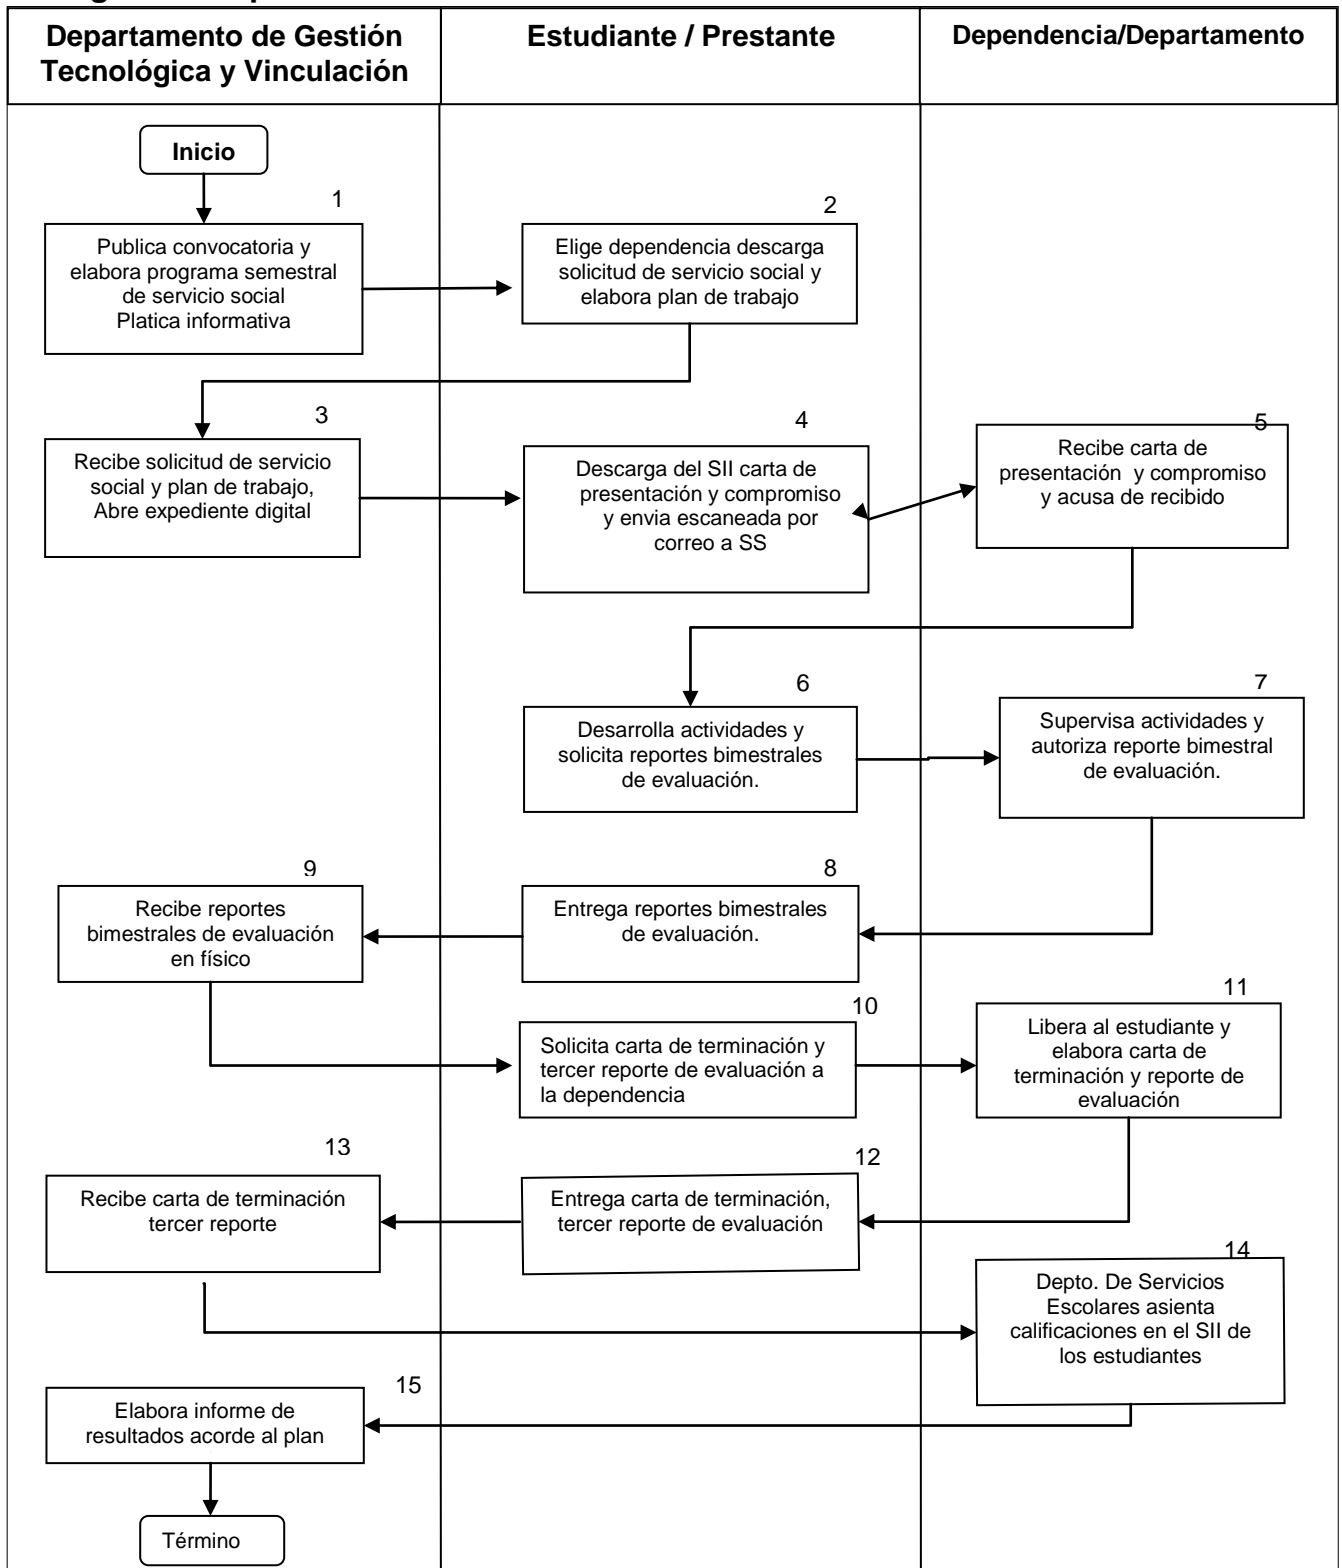 Departamento de Gestión
Tecnológica y Vinculación
Estudiante / Prestante
Dependencia/Departamento
Inicio
1
Publica convocatoria y
elabora programa semestral
de servicio social
Platica informativa
2
Elige dependencia descarga
solicitud de servicio social y
elabora plan de trabajo
3
Recibe solicitud de servicio
social y plan de trabajo,
Abre expediente digital
4
Descarga del SII carta de
presentación y compromiso
y envia escaneada por
correo a SS
5
Recibe carta de
presentación y compromiso
y acusa de recibido
6
Desarrolla actividades y
solicita reportes bimestrales
de evaluación.
7
Supervisa actividades y
autoriza reporte bimestral
de evaluación.
8
Entrega reportes bimestrales
de evaluación.
9
Recibe reportes
bimestrales de evaluación
en físico
10
Solicita carta de terminación y
tercer reporte de evaluación a
la dependencia
11
Libera al estudiante y
elabora carta de
terminación y reporte de
evaluación
12
Entrega carta de terminación,
tercer reporte de evaluación
13
Recibe carta de terminación
tercer reporte
14
Depto. De Servicios
Escolares asienta
calificaciones en el SII de
los estudiantes
15
Elabora informe de
resultados acorde al plan
Término